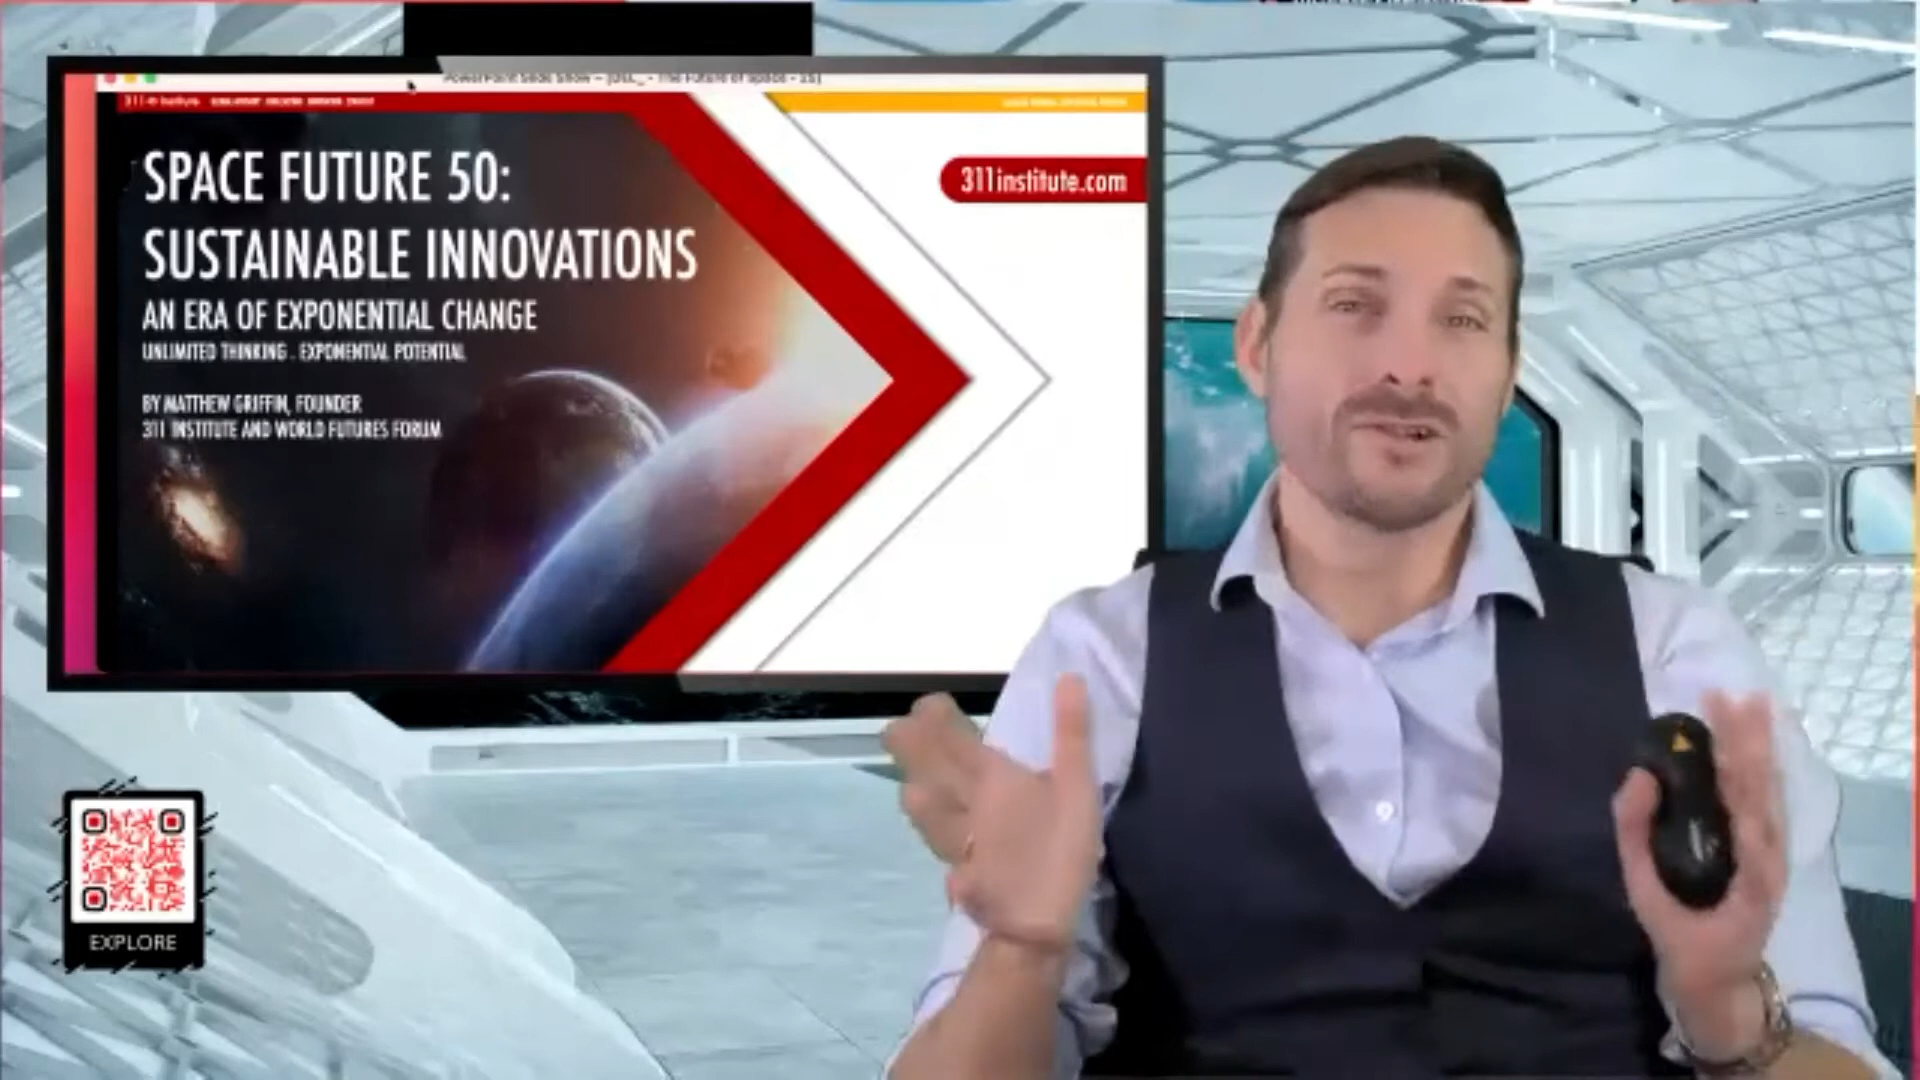 311institute.com
SPACE FUTURE 50:
SUSTAINABLE INNOVATIONS
AN ERA OF EXPONENTIAL CHANGE
UNLIMITED THINKING . EXPONENTIAL POTENTIAL
BY MATTHEW GRIFFIN, FOUNDER
311 INSTITUTE AND WORLD FUTURES FORUM
EXPLORE